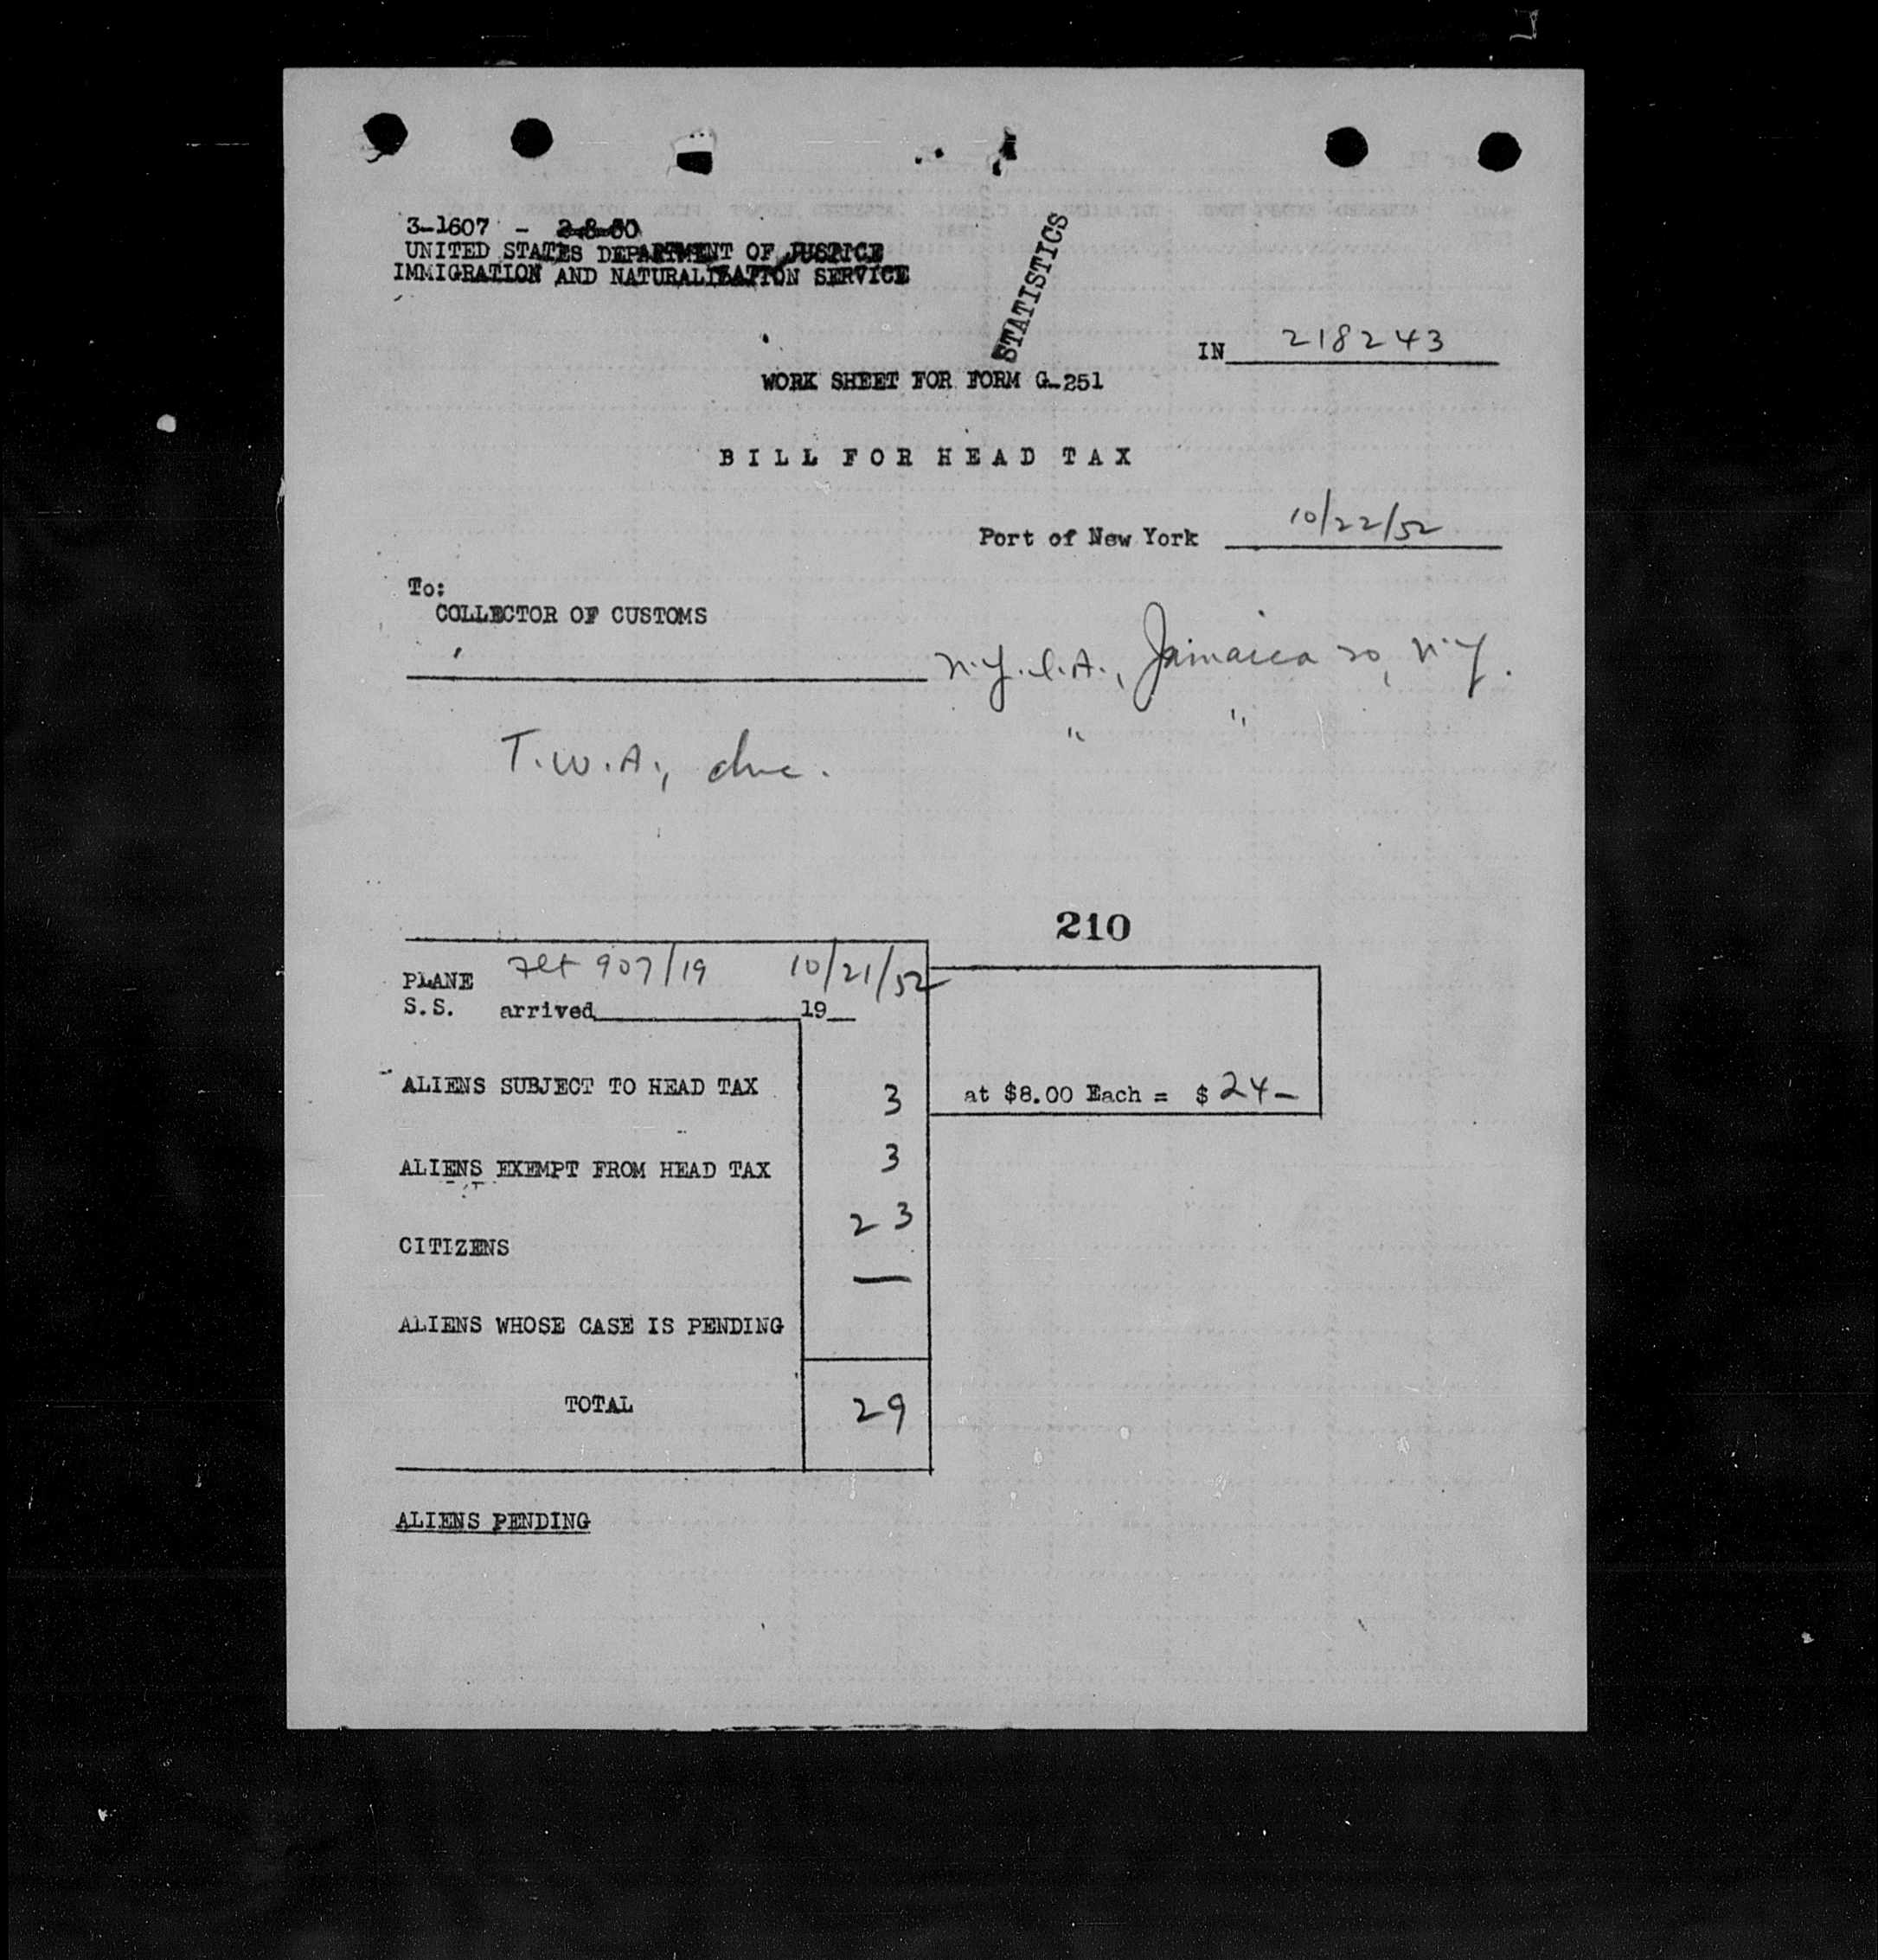 3-1607 - 2-8-50
UNITED STATES DEPARTMENT OF JUSTICE
IMMIGRATION AND NATURALIZATION SERVICE
STATISTICS
IN 218243
WORK SHEET FOR FORM G-251
BILL FOR HEAD TAX
Port of New York 10/22/52
To:
COLLECTOR OF CUSTOMS
N.Y.I.A., Jamaica 20, N.Y.
" "
T.W.A., Inc.
210
PLANE Flt 907/19 10/21/52
S.S. arrived 19
ALIENS SUBJECT TO HEAD TAX 3 at $8.00 Each = $ 24-
ALIENS EXEMPT FROM HEAD TAX 3
CITIZENS 23
ALIENS WHOSE CASE IS PENDING —
TOTAL 29
ALIENS PENDING